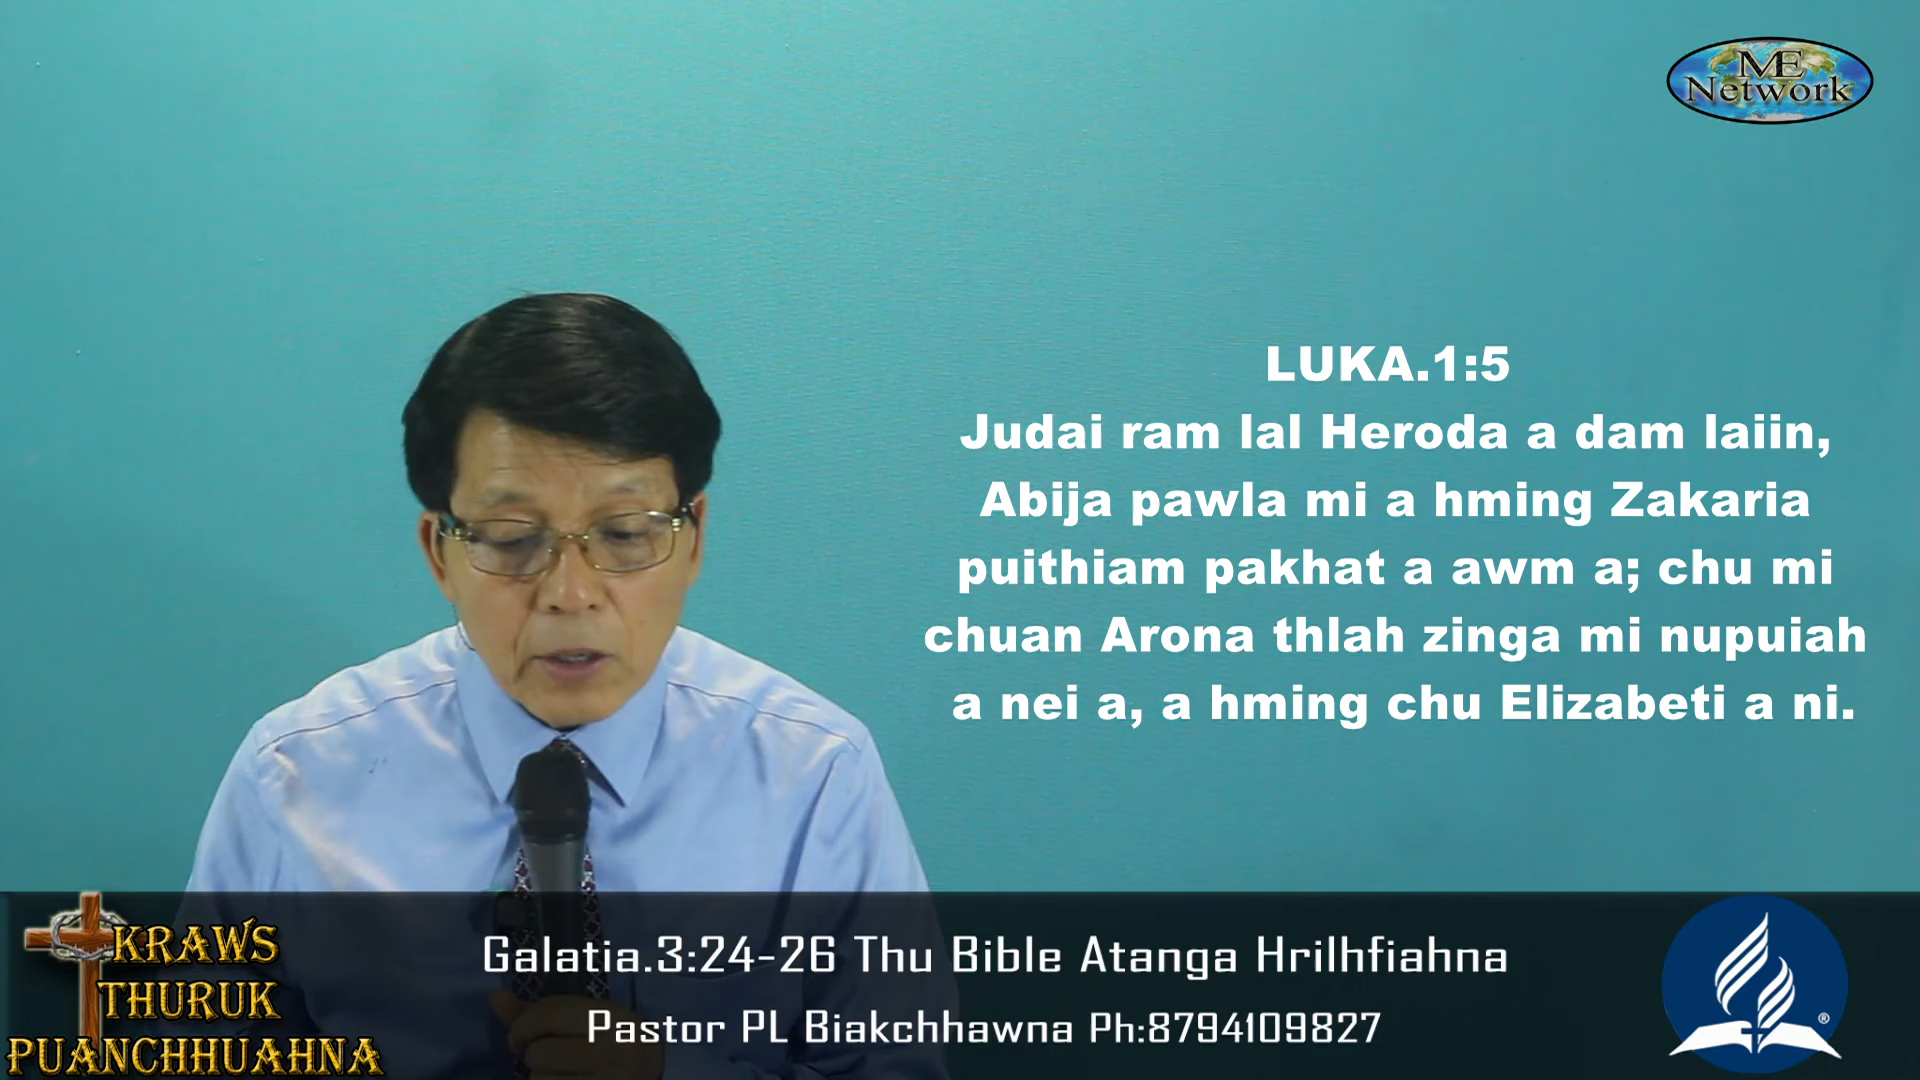 ME
Network
LUKA.1:5
Judai ram lal Heroda a dam laiin,
Abija pawla mi a hming Zakaria
puithiam pakhat a awm a; chu mi
chuan Arona thlah zinga mi nupuiah
a nei a, a hming chu Elizabeti a ni.
KRAWS
THURUK
PUANCHHUAHNA
Galatia.3:24-26 Thu Bible Atanga Hrilhfiahna
Pastor PL Biakchhawna Ph:8794109827
®